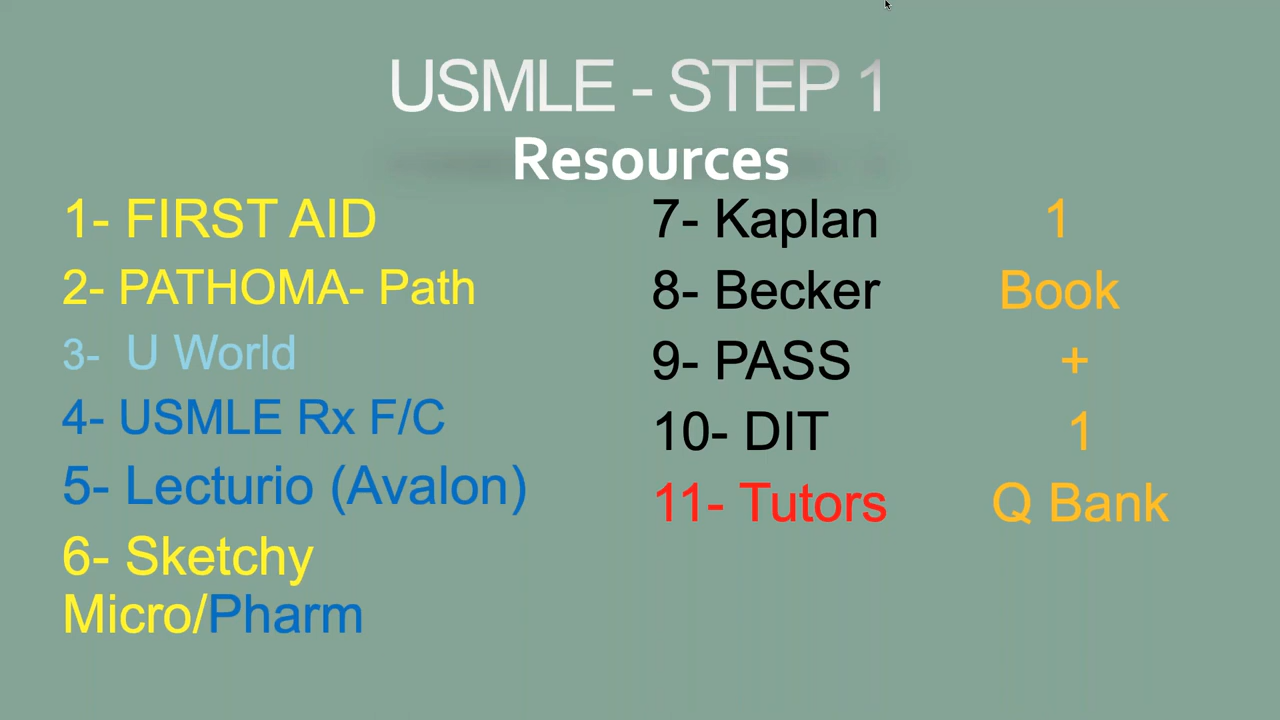 USMLE - STEP 1
Resources
1- FIRST AID
2- PATHOMA- Path
3- U World
4- USMLE Rx F/C
5- Lecturio (Avalon)
6- Sketchy
Micro/Pharm
7- Kaplan
8- Becker
9- PASS
10- DIT
11- Tutors
1
Book
+
1
Q Bank